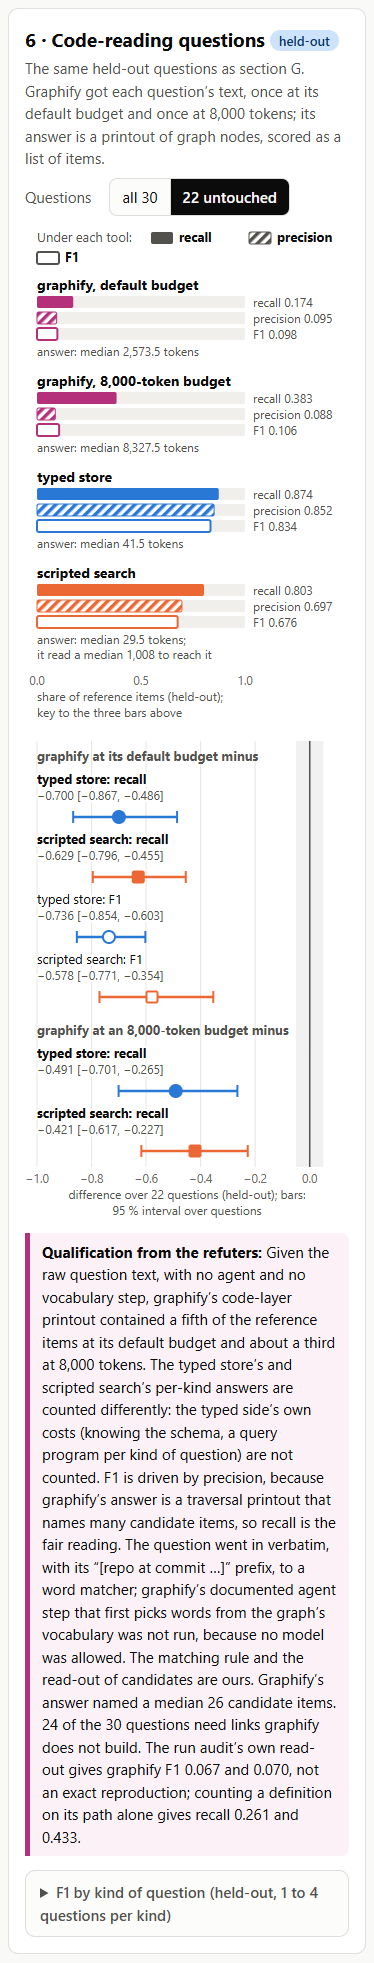 6 · Code-reading questions held-out
The same held-out questions as section G.
Graphify got each question's text, once at its
default budget and once at 8,000 tokens; its
answer is a printout of graph nodes, scored as a
list of items.
Questions all 30 22 untouched
Under each tool: recall precision
F1
graphify, default budget
recall 0.174
precision 0.095
F1 0.098
answer: median 2,573.5 tokens
graphify, 8,000-token budget
recall 0.383
precision 0.088
F1 0.106
answer: median 8,327.5 tokens
typed store
recall 0.874
precision 0.852
F1 0.834
answer: median 41.5 tokens
scripted search
recall 0.803
precision 0.697
F1 0.676
answer: median 29.5 tokens;
it read a median 1,008 to reach it
0.0 0.5 1.0
share of reference items (held-out);
key to the three bars above
graphify at its default budget minus
typed store: recall
−0.700 [−0.867, −0.486]
scripted search: recall
−0.629 [−0.796, −0.455]
typed store: F1
−0.736 [−0.854, −0.603]
scripted search: F1
−0.578 [−0.771, −0.354]
graphify at an 8,000-token budget minus
typed store: recall
−0.491 [−0.701, −0.265]
scripted search: recall
−0.421 [−0.617, −0.227]
−1.0 −0.8 −0.6 −0.4 −0.2 0.0
difference over 22 questions (held-out); bars:
95 % interval over questions
Qualification from the refuters: Given the
raw question text, with no agent and no
vocabulary step, graphify's code-layer
printout contained a fifth of the reference
items at its default budget and about a third
at 8,000 tokens. The typed store's and
scripted search's per-kind answers are
counted differently: the typed side's own
costs (knowing the schema, a query
program per kind of question) are not
counted. F1 is driven by precision, because
graphify's answer is a traversal printout that
names many candidate items, so recall is the
fair reading. The question went in verbatim,
with its “[repo at commit …]” prefix, to a
word matcher; graphify's documented agent
step that first picks words from the graph's
vocabulary was not run, because no model
was allowed. The matching rule and the
read-out of candidates are ours. Graphify's
answer named a median 26 candidate items.
24 of the 30 questions need links graphify
does not build. The run audit's own read-
out gives graphify F1 0.067 and 0.070, not
an exact reproduction; counting a definition
on its path alone gives recall 0.261 and
0.433.
▶ F1 by kind of question (held-out, 1 to 4
questions per kind)